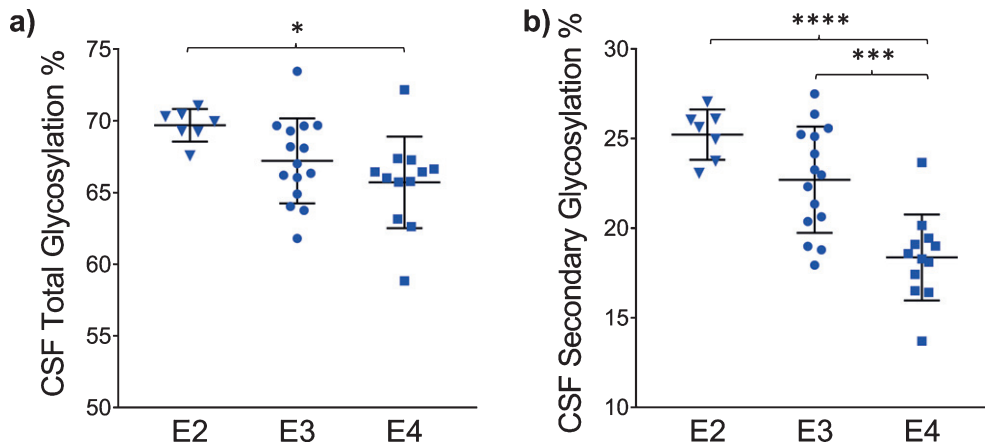 a)
*
CSF Total Glycosylation %
75
70
65
60
55
50
E2 E3 E4
b)
****
***
CSF Secondary Glycosylation %
30
25
20
15
10
E2 E3 E4